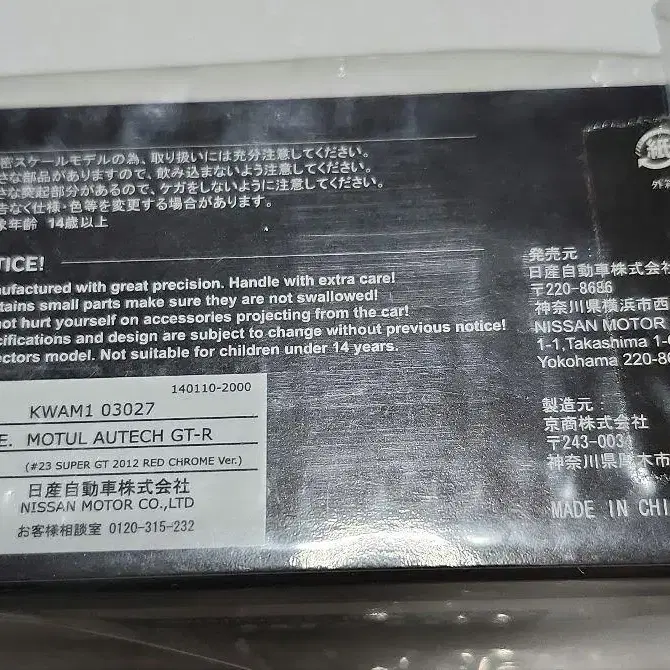 密スケールモデルの為、取り扱いには充分注意してください。
さな部品がありますので、飲み込まないよう注意してください。
きな突起部分があるので、ケガをしないように注意してください。
告なく仕様・色等を変更する場合があります。
象年齢 14歳以上
TICE!
nufactured with great precision. Handle with extra care!
tains small parts make sure they are not swallowed!
not hurt yourself on accessories projecting from the car!
cifications and design are subject to change without previous notice!
ectors model. Not suitable for children under 14 years.
140110-2000
KWAM1 03027
E. MOTUL AUTECH GT-R
(#23 SUPER GT 2012 RED CHROME Ver.)
日産自動車株式会社
NISSAN MOTOR CO.,LTD
お客様相談室 0120-315-232
紙
発売元:
日産自動車株式会社
〒220-8686
神奈川県横浜市西
NISSAN MOTOR
1-1,Takashima 1-
Yokohama 220-86
製造元:
京商株式会社
〒243-0034
神奈川県厚木市
MADE IN CHI